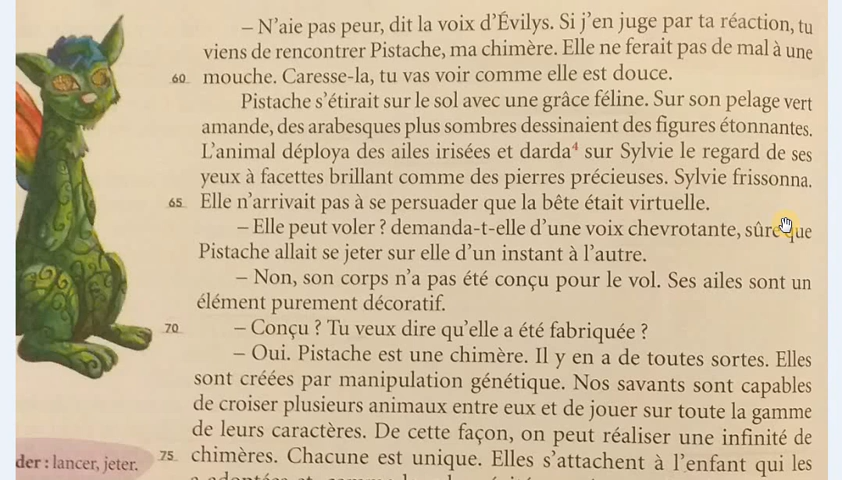 – N’aie pas peur, dit la voix d’Évilys. Si j’en juge par ta réaction, tu
viens de rencontrer Pistache, ma chimère. Elle ne ferait pas de mal à une
60 mouche. Caresse-la, tu vas voir comme elle est douce.
Pistache s’étirait sur le sol avec une grâce féline. Sur son pelage vert
amande, des arabesques plus sombres dessinaient des figures étonnantes.
L’animal déploya des ailes irisées et darda⁴ sur Sylvie le regard de ses
yeux à facettes brillant comme des pierres précieuses. Sylvie frissonna.
65 Elle n’arrivait pas à se persuader que la bête était virtuelle.
– Elle peut voler ? demanda-t-elle d’une voix chevrotante, sûre que
Pistache allait se jeter sur elle d’un instant à l’autre.
– Non, son corps n’a pas été conçu pour le vol. Ses ailes sont un
élément purement décoratif.
70 – Conçu ? Tu veux dire qu’elle a été fabriquée ?
– Oui. Pistache est une chimère. Il y en a de toutes sortes. Elles
sont créées par manipulation génétique. Nos savants sont capables
de croiser plusieurs animaux entre eux et de jouer sur toute la gamme
de leurs caractères. De cette façon, on peut réaliser une infinité de
75 chimères. Chacune est unique. Elles s’attachent à l’enfant qui les
der : lancer, jeter.